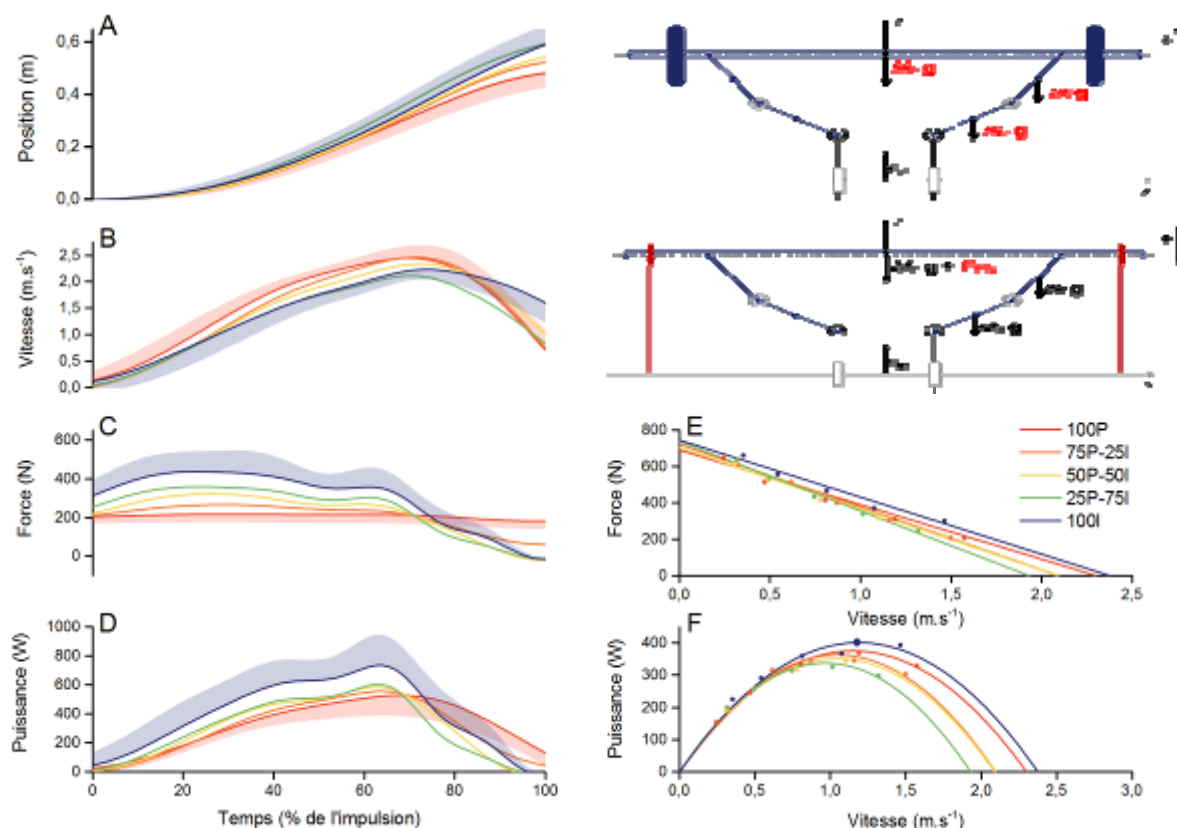 A
0,6
0,4
0,2
0,0
Position (m)
B
2,5
2,0
1,5
1,0
0,5
0,0
Vitesse (m.s⁻¹)
C
600
400
200
0
Force (N)
D
1000
800
600
400
200
0
Puissance (W)
0 20 40 60 80 100
Temps (% de l'impulsion)
E
800
600
400
200
0
Force (N)
100P
75P-25I
50P-50I
25P-75I
100I
0,0 0,5 1,0 1,5 2,0 2,5
Vitesse (m.s⁻¹)
F
400
300
200
100
0
Puissance (W)
0,0 0,5 1,0 1,5 2,0 2,5 3,0
Vitesse (m.s⁻¹)